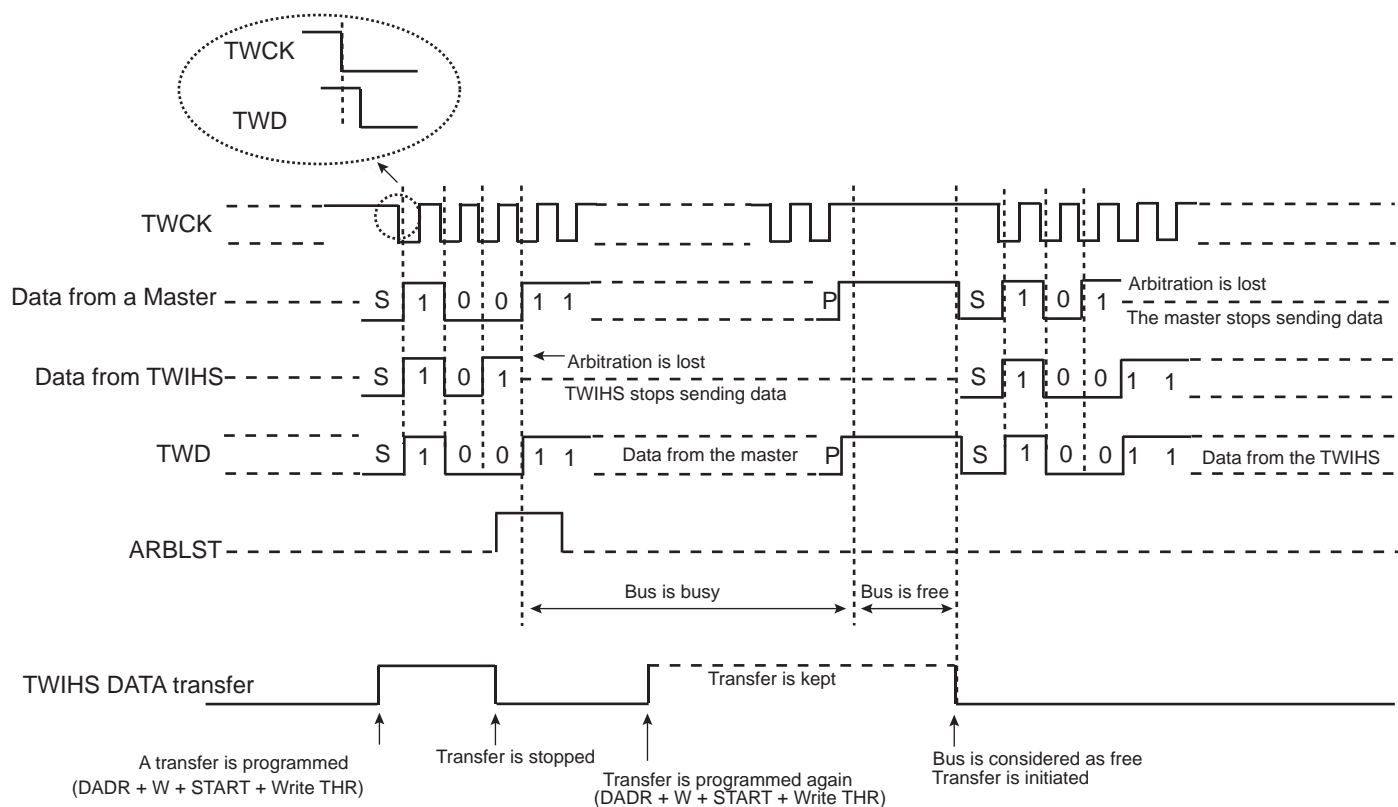 TWCK
TWD
TWCK
Data from a Master
S 1 0 0 1 1
P
S 1 0 1
Arbitration is lost
The master stops sending data
Data from TWIHS
S 1 0 1
Arbitration is lost
TWIHS stops sending data
S 1 0 0 1 1
TWD
S 1 0 0 1 1
Data from the master
P
S 1 0 0 1 1
Data from the TWIHS
ARBLST
Bus is busy
Bus is free
TWIHS DATA transfer
Transfer is kept
A transfer is programmed
(DADR + W + START + Write THR)
Transfer is stopped
Transfer is programmed again
(DADR + W + START + Write THR)
Bus is considered as free
Transfer is initiated